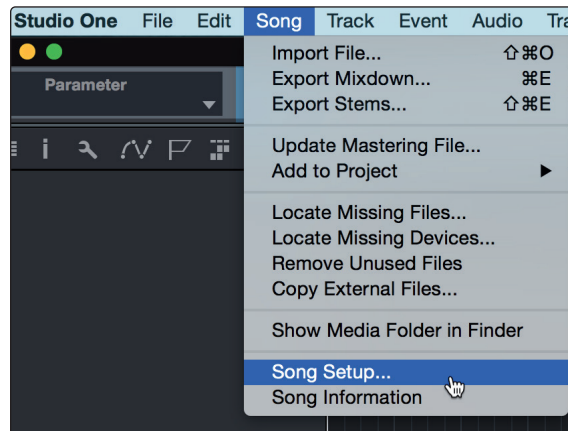 Studio One File Edit Song Track Event Audio Tra
Parameter
Import File... ⇧⌘O
Export Mixdown... ⌘E
Export Stems... ⇧⌘E
Update Mastering File...
Add to Project
Locate Missing Files...
Locate Missing Devices...
Remove Unused Files
Copy External Files...
Show Media Folder in Finder
Song Setup...
Song Information